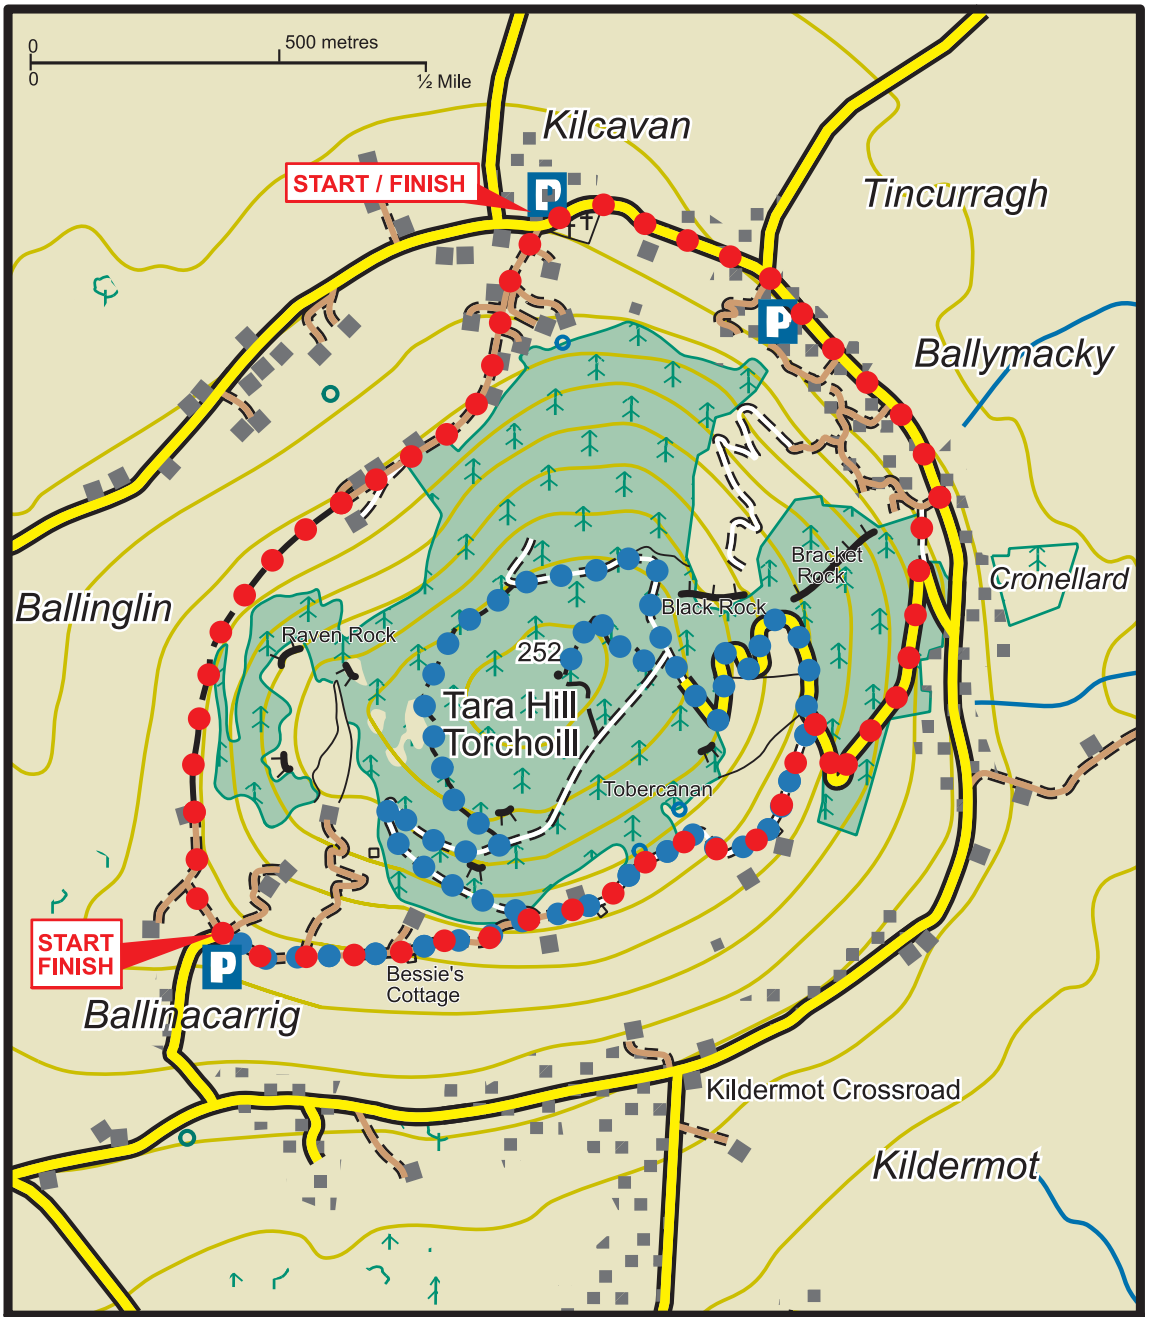 0
500 metres
0
½ Mile
Kilcavan
START / FINISH
P
Tincurragh
P
Ballymacky
Bracket
Rock
Cronellard
Ballinglin
Black Rock
Raven Rock
252
Tara Hill
Torchoill
Tobercanan
START
FINISH
P
Bessie's
Cottage
Ballinacarrig
Kildermot Crossroad
Kildermot